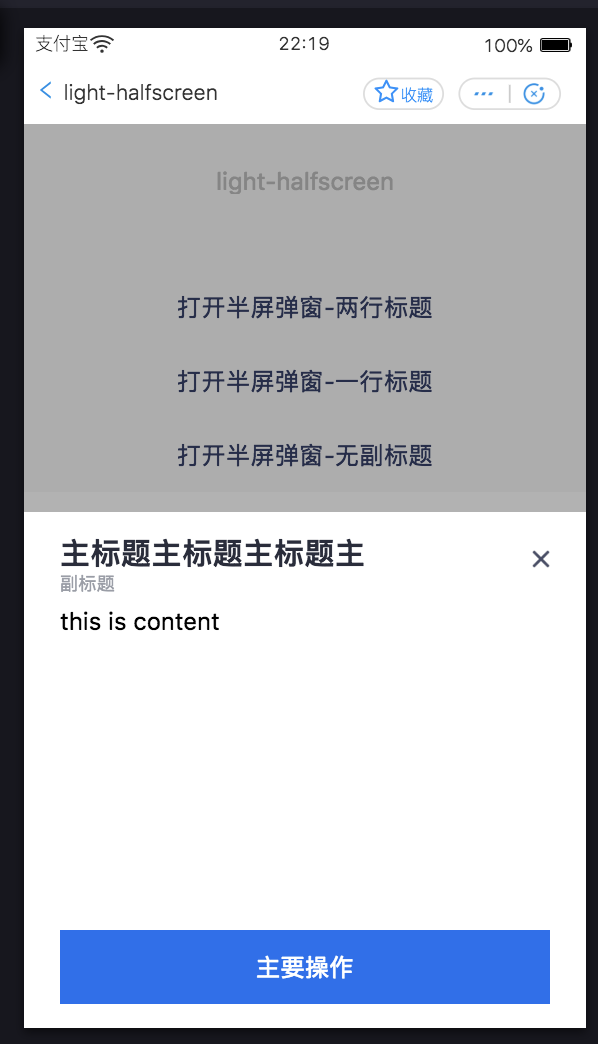 支付宝 22:19 100%
light-halfscreen 收藏
light-halfscreen
打开半屏弹窗-两行标题
打开半屏弹窗-一行标题
打开半屏弹窗-无副标题
主标题主标题主标题主
副标题
this is content
主要操作